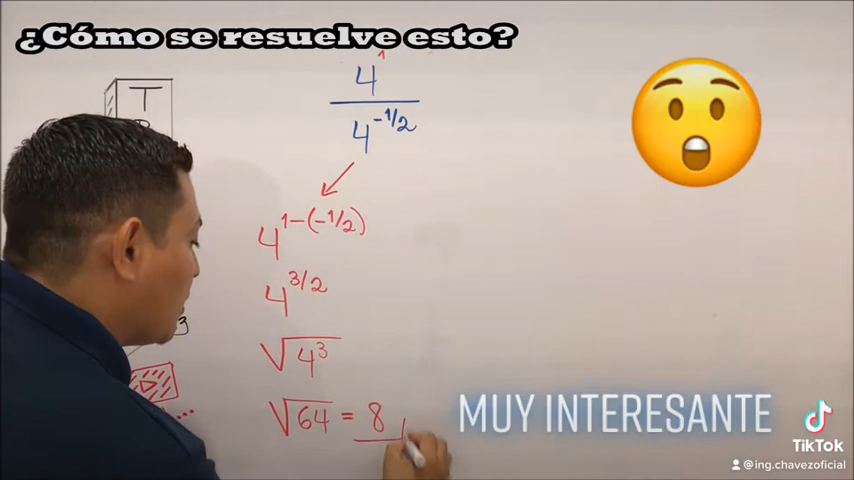 ¿Cómo se resuelve esto?
T
4^1
4^{-1/2}
4^{1-(-1/2)}
4^{3/2}
√4^3
√64 = 8
3
MUY INTERESANTE
TikTok
@ing.chavezoficial